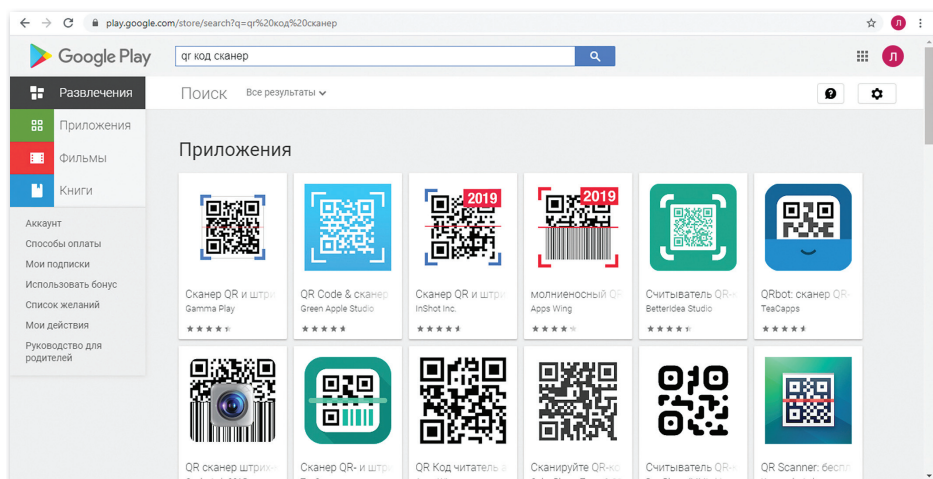 play.google.com/store/search?q=qr%20код%20сканер
Л
Google Play
qr код сканер
Л
Развлечения
Поиск
Все результаты
Приложения
Фильмы
Книги
Аккаунт
Способы оплаты
Мои подписки
Использовать бонус
Список желаний
Мои действия
Руководство для
родителей
Приложения
2019
2019
Сканер QR и штри
QR Code & сканер
Сканер QR и штри
молниеносный QR
Считыватель QR-
QRbot: сканер QR-
Gamma Play
Green Apple Studio
InShot Inc.
Apps Wing
BetterIdea Studio
TeaCapps
QR сканер штрих-
Сканер QR- и штри
QR Код читатель
Сканируйте QR-ко
Считыватель QR-
QR Scanner: беспл